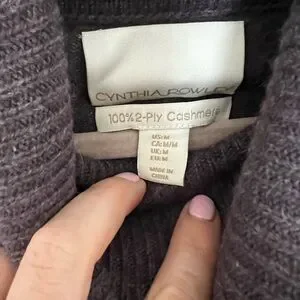 CYNTHIA ROWLEY
100% 2-Ply Cashmere
US: M
CA: M/M
UK: M
EU: M
MADE IN
CHINA